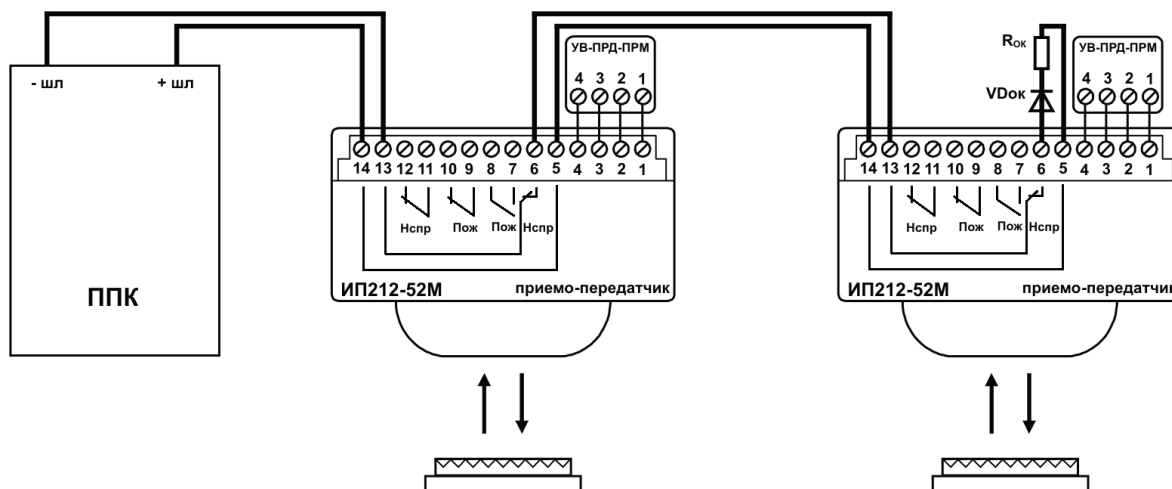 - шл + шл
ППК
УВ-ПРД-ПРМ
4 3 2 1
14 13 12 11 10 9 8 7 6 5 4 3 2 1
Нспр Пож Пож Нспр
ИП212-52М приемо-передатчик
Rок
VDок
УВ-ПРД-ПРМ
4 3 2 1
14 13 12 11 10 9 8 7 6 5 4 3 2 1
Нспр Пож Пож Нспр
ИП212-52М приемо-передатчик